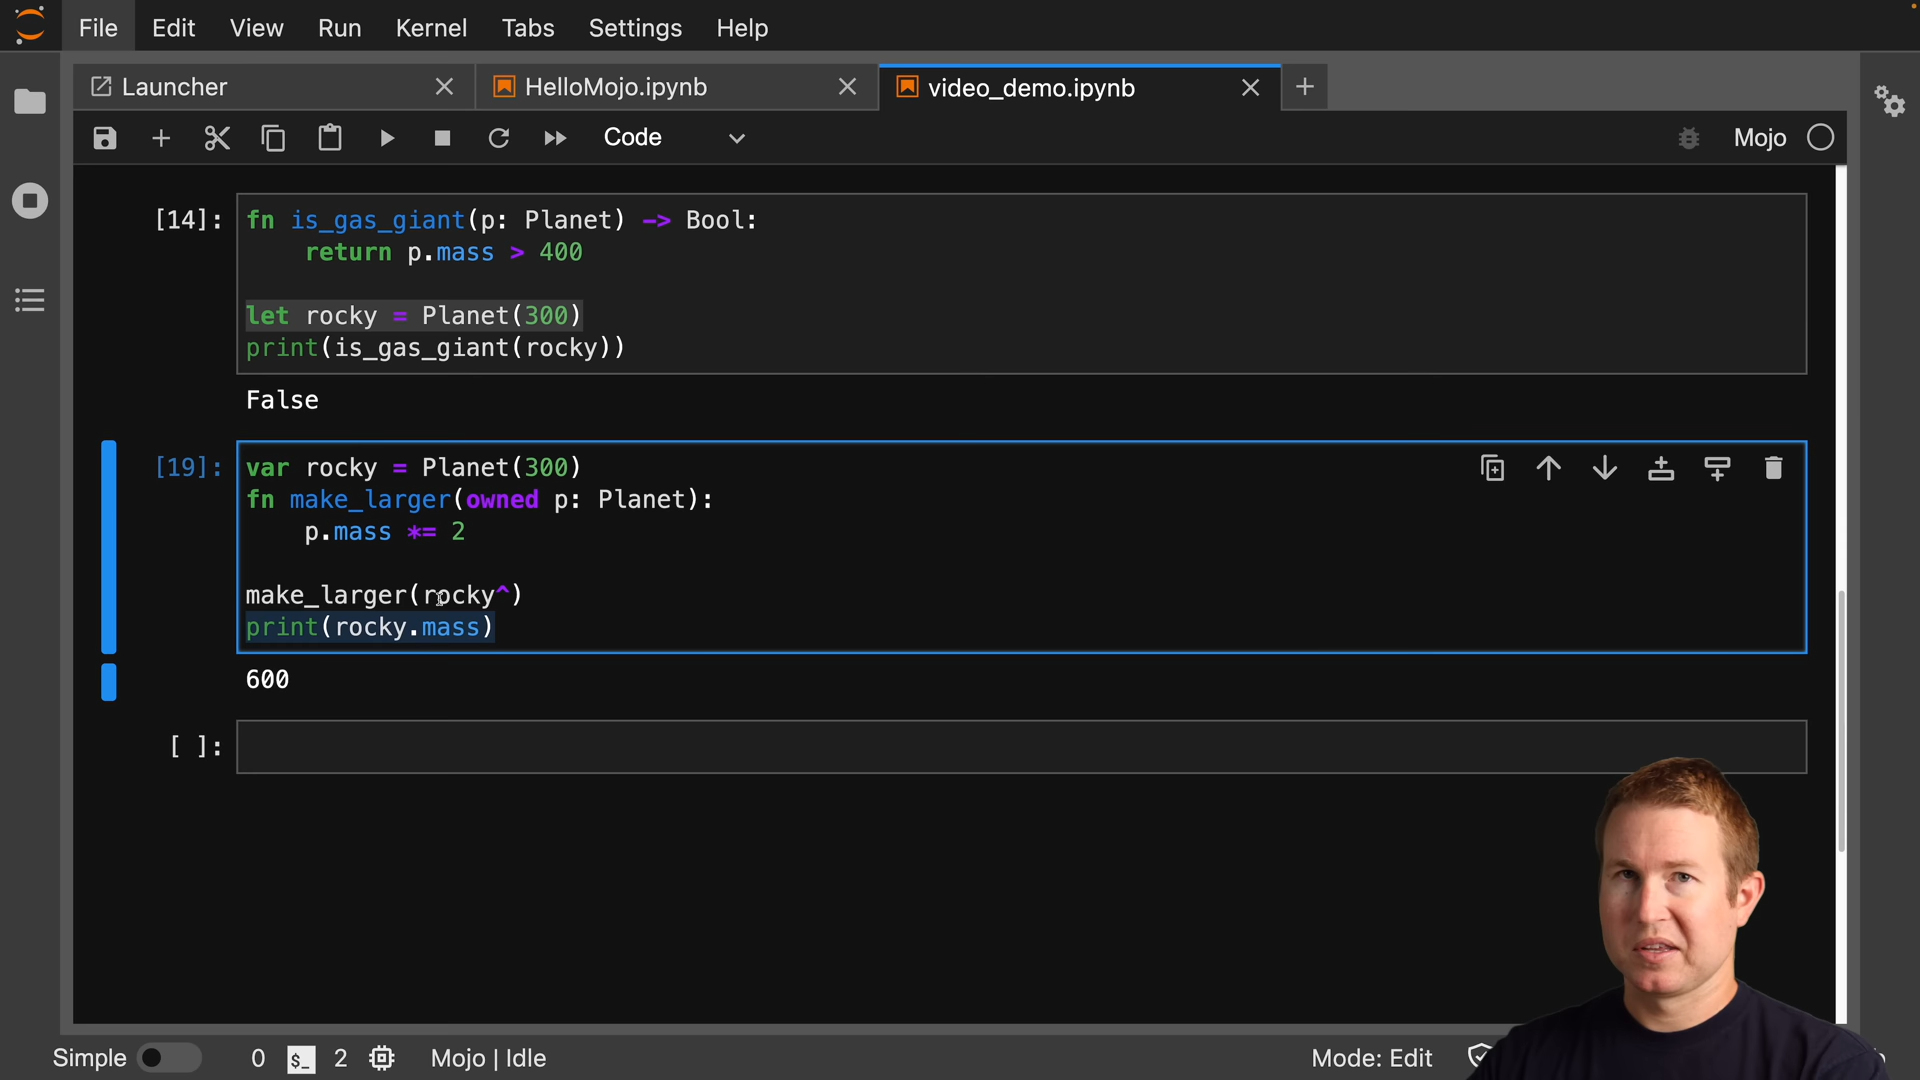 File Edit View Run Kernel Tabs Settings Help
Launcher HelloMojo.ipynb video_demo.ipynb
Code Mojo
[14]: fn is_gas_giant(p: Planet) -> Bool:
return p.mass > 400
let rocky = Planet(300)
print(is_gas_giant(rocky))
False
[19]: var rocky = Planet(300)
fn make_larger(owned p: Planet):
p.mass *= 2
make_larger(rocky^)
print(rocky.mass)
600
[ ]:
Simple 0 $_ 2 Mojo | Idle Mode: Edit